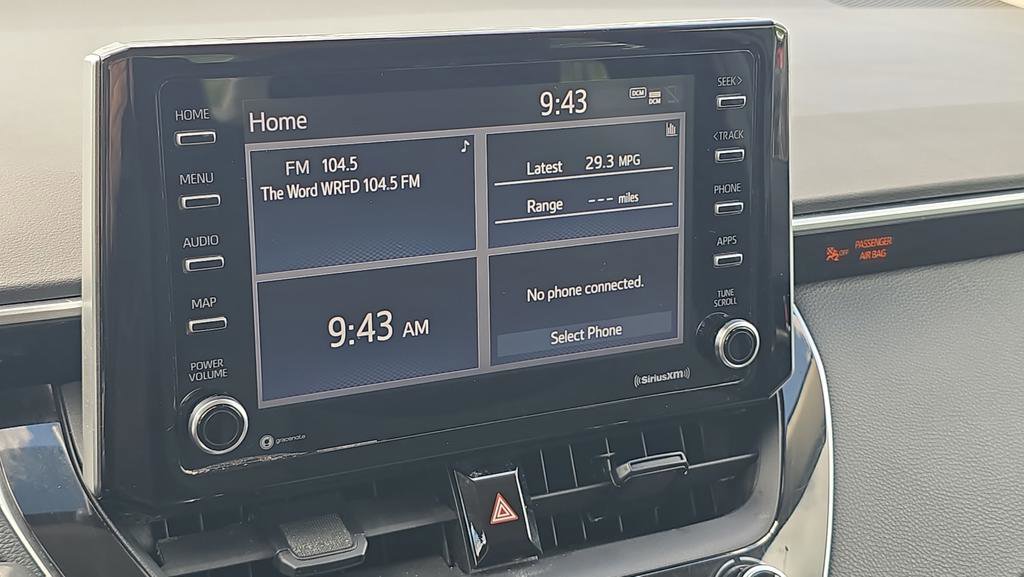 HOME
MENU
AUDIO
MAP
POWER
VOLUME
Home
9:43
DCM
DCM
FM 104.5
The Word WRFD 104.5 FM
Latest 29.3 MPG
Range --- miles
9:43 AM
No phone connected.
Select Phone
gracenote
((SiriusXM))
SEEK>
<TRACK
PHONE
APPS
TUNE
SCROLL
OFF
PASSENGER
AIR BAG